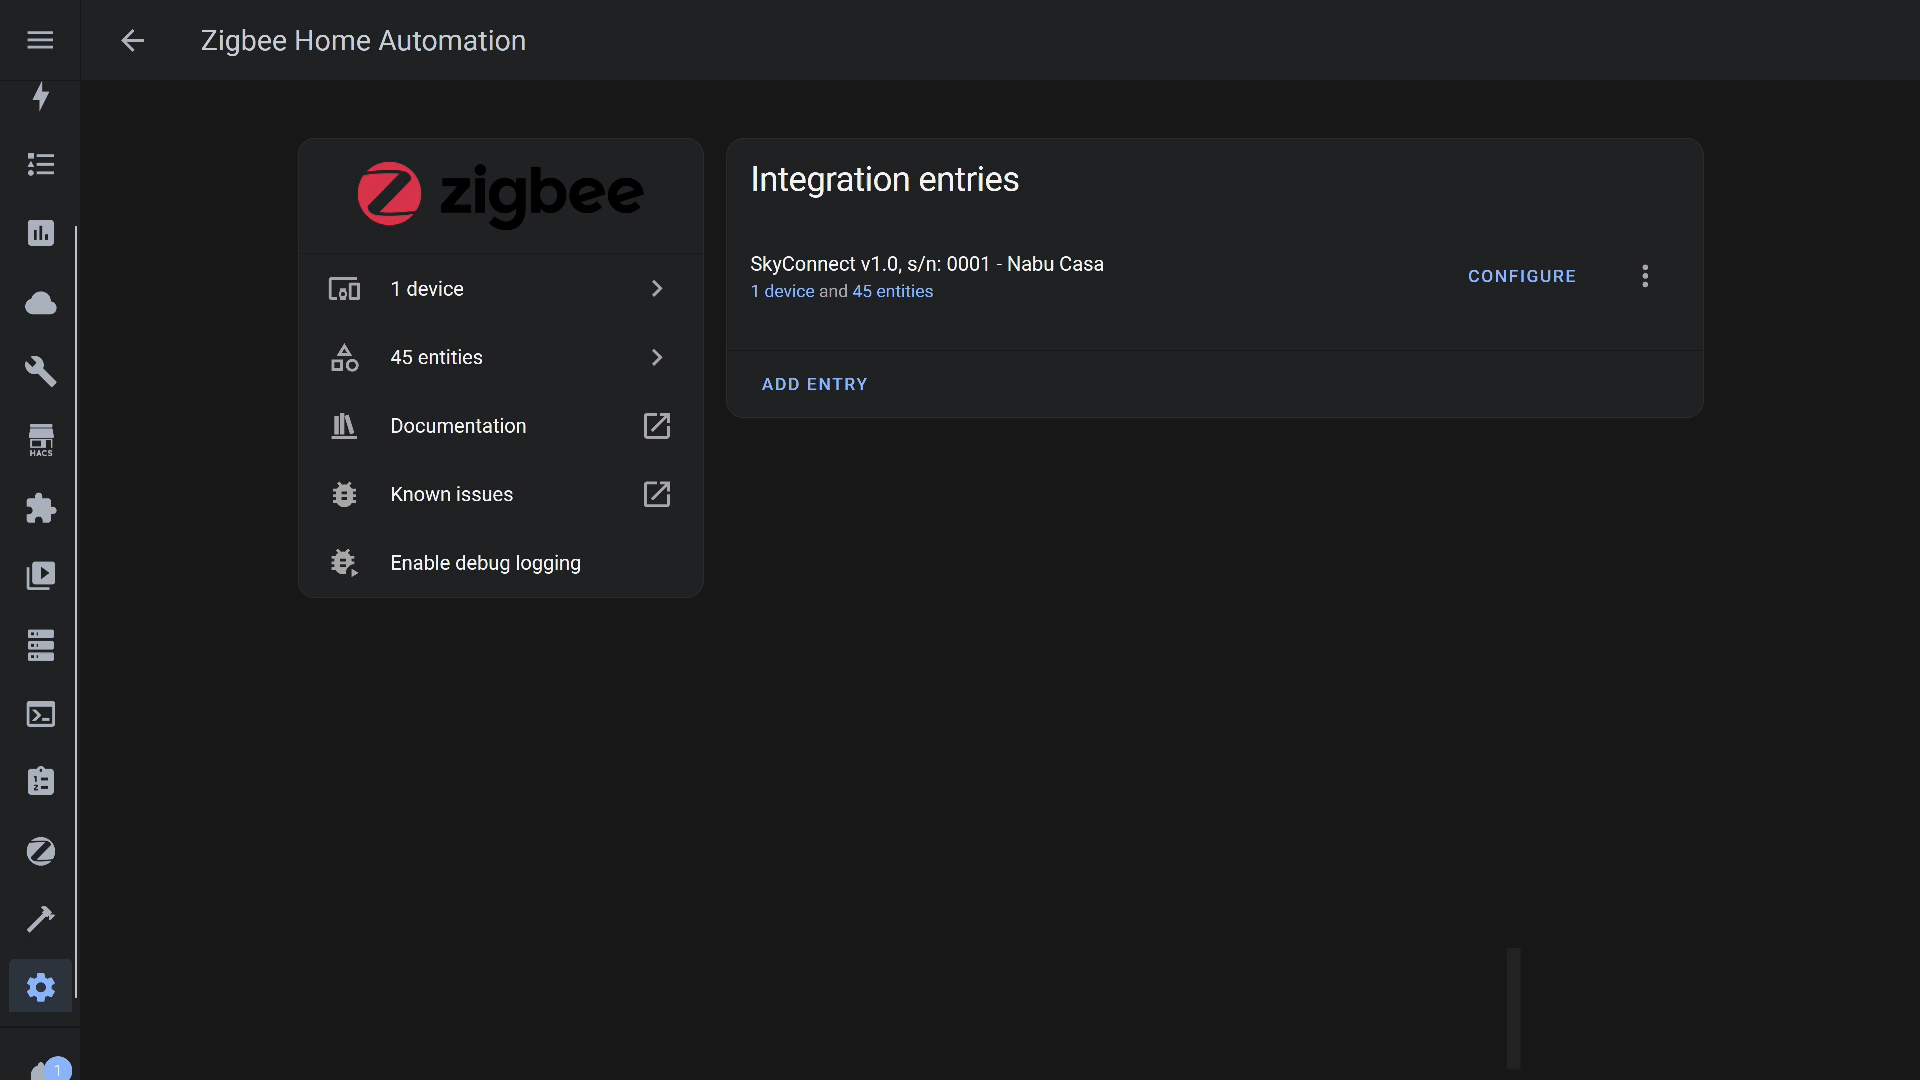 Zigbee Home Automation
zigbee
1 device
45 entities
Documentation
Known issues
Enable debug logging
Integration entries
SkyConnect v1.0, s/n: 0001 - Nabu Casa
1 device and 45 entities
CONFIGURE
ADD ENTRY
HACS
1